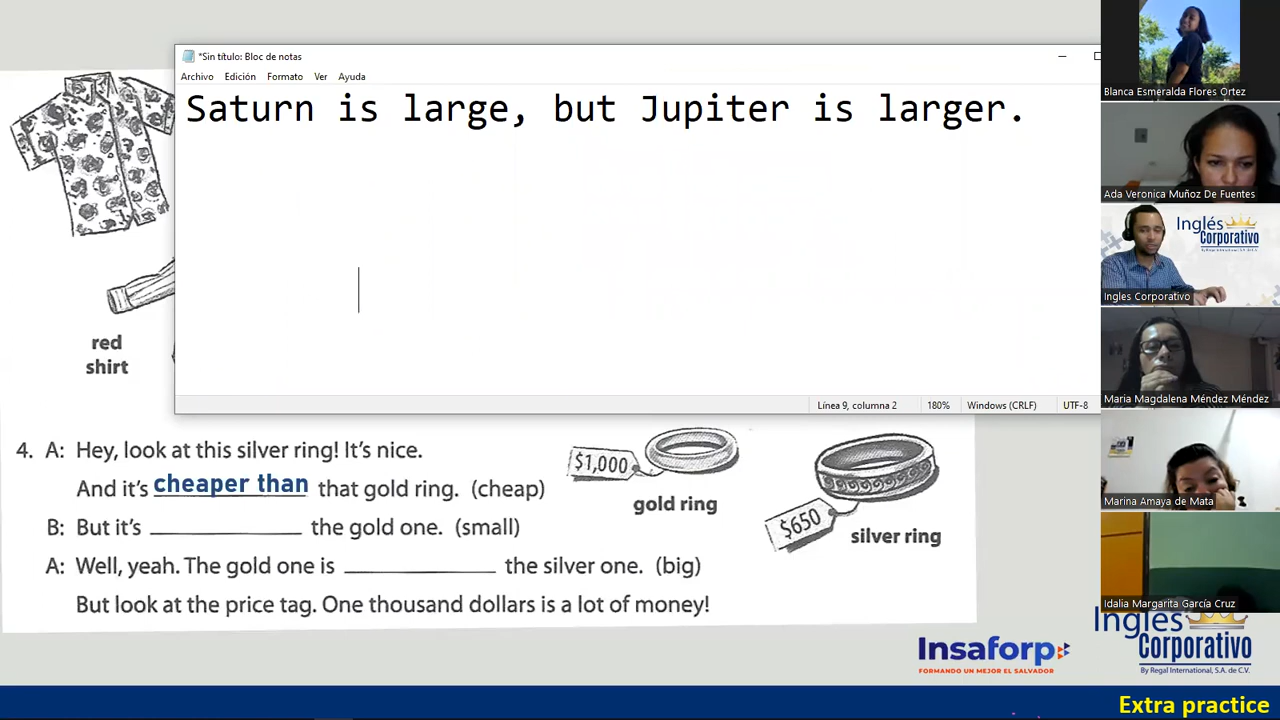 *Sin título: Bloc de notas
Archivo Edición Formato Ver Ayuda
Saturn is large, but Jupiter is larger.
Línea 9, columna 2 180% Windows (CRLF) UTF-8
red
shirt
4. A: Hey, look at this silver ring! It's nice.
And it's cheaper than that gold ring. (cheap)
B: But it's ____________ the gold one. (small)
A: Well, yeah. The gold one is ____________ the silver one. (big)
But look at the price tag. One thousand dollars is a lot of money!
$1,000
gold ring
$650
silver ring
Blanca Esmeralda Flores Ortez
Ada Veronica Muñoz De Fuentes
Inglés
Corporativo
Ingles Corporativo
Maria Magdalena Méndez Méndez
Marina Amaya de Mata
Idalia Margarita García Cruz
Insaforp
FORMANDO UN MEJOR EL SALVADOR
Inglés
Corporativo
By Regal International, S.A. de C.V.
Extra practice